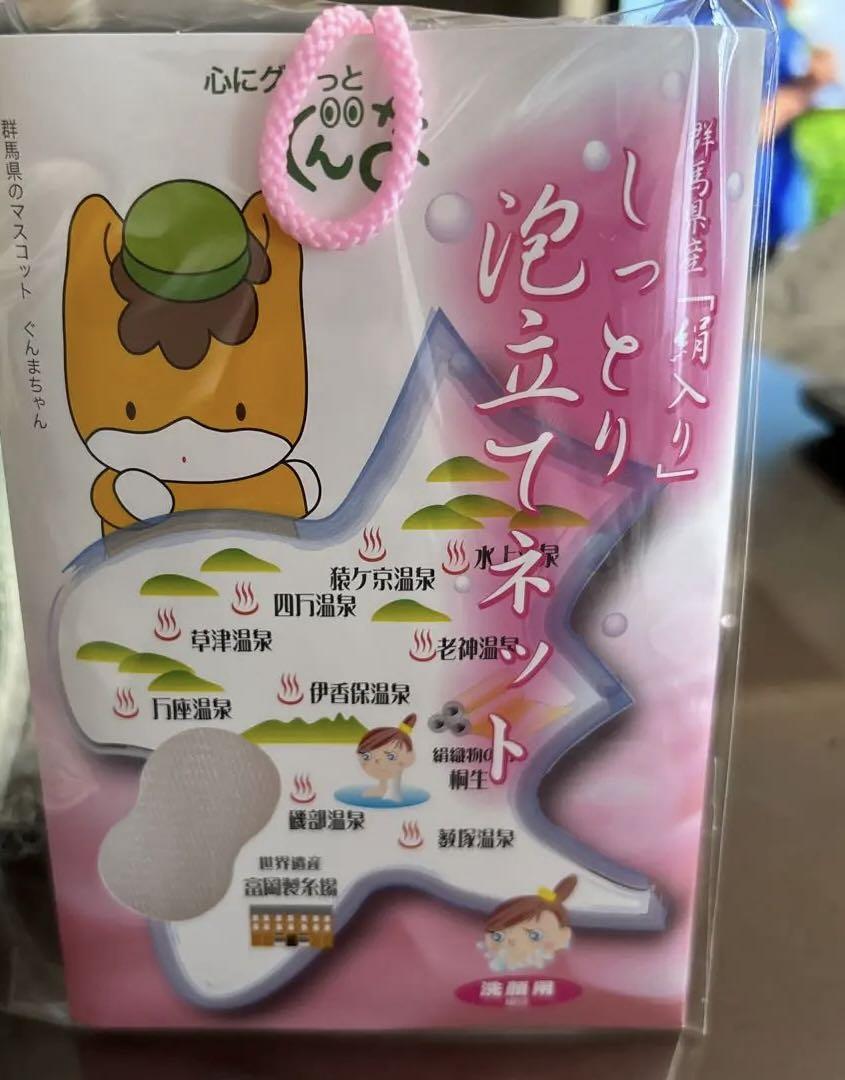 心にグ っと
ぐんま
群馬県のマスコット ぐんまちゃん
群馬県産「絹入り」
しっとり
泡立てネット
水上 泉
猿ケ京温泉
四万温泉
草津温泉
老神温泉
伊香保温泉
万座温泉
絹織物の
桐生
磯部温泉
藪塚温泉
世界遺産
富岡製糸場
洗顔用